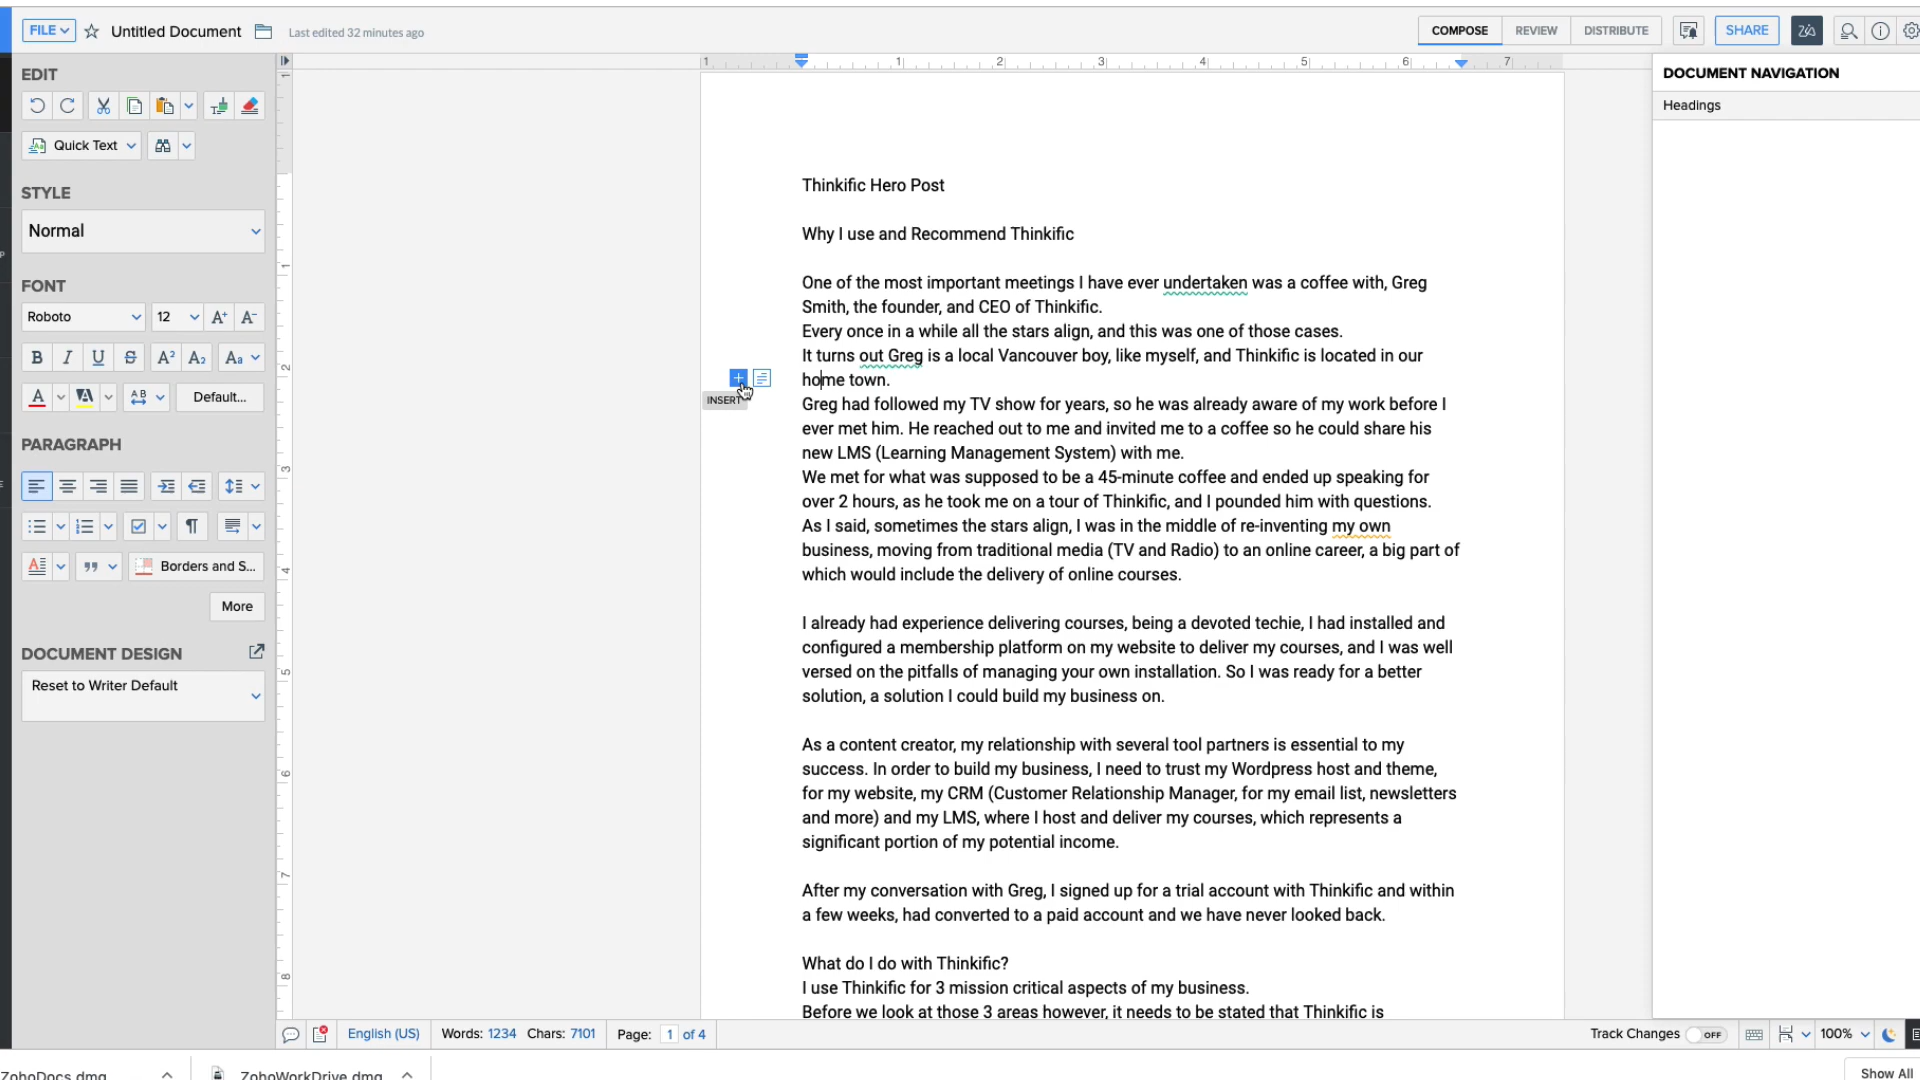 FILE
Untitled Document
Last edited 32 minutes ago
COMPOSE
REVIEW
DISTRIBUTE
SHARE
EDIT
Quick Text
STYLE
Normal
FONT
Roboto
12
A+
A-
B
I
U
S
A²
A₂
Aa
A
A
AB
Default...
PARAGRAPH
Borders and S...
More
DOCUMENT DESIGN
Reset to Writer Default
1 1 2 3 4 5 6 7
1
2
3
4
5
6
7
8
INSERT
Thinkific Hero Post
Why I use and Recommend Thinkific
One of the most important meetings I have ever undertaken was a coffee with, Greg
Smith, the founder, and CEO of Thinkific.
Every once in a while all the stars align, and this was one of those cases.
It turns out Greg is a local Vancouver boy, like myself, and Thinkific is located in our
home town.
Greg had followed my TV show for years, so he was already aware of my work before I
ever met him. He reached out to me and invited me to a coffee so he could share his
new LMS (Learning Management System) with me.
We met for what was supposed to be a 45-minute coffee and ended up speaking for
over 2 hours, as he took me on a tour of Thinkific, and I pounded him with questions.
As I said, sometimes the stars align, I was in the middle of re-inventing my own
business, moving from traditional media (TV and Radio) to an online career, a big part of
which would include the delivery of online courses.
I already had experience delivering courses, being a devoted techie, I had installed and
configured a membership platform on my website to deliver my courses, and I was well
versed on the pitfalls of managing your own installation. So I was ready for a better
solution, a solution I could build my business on.
As a content creator, my relationship with several tool partners is essential to my
success. In order to build my business, I need to trust my Wordpress host and theme,
for my website, my CRM (Customer Relationship Manager, for my email list, newsletters
and more) and my LMS, where I host and deliver my courses, which represents a
significant portion of my potential income.
After my conversation with Greg, I signed up for a trial account with Thinkific and within
a few weeks, had converted to a paid account and we have never looked back.
What do I do with Thinkific?
I use Thinkific for 3 mission critical aspects of my business.
Before we look at those 3 areas however, it needs to be stated that Thinkific is
DOCUMENT NAVIGATION
Headings
English (US)
Words: 1234 Chars: 7101
Page: 1 of 4
Track Changes OFF
100%
ZohoDocs.dmg
ZohoWorkDrive.dmg
Show All